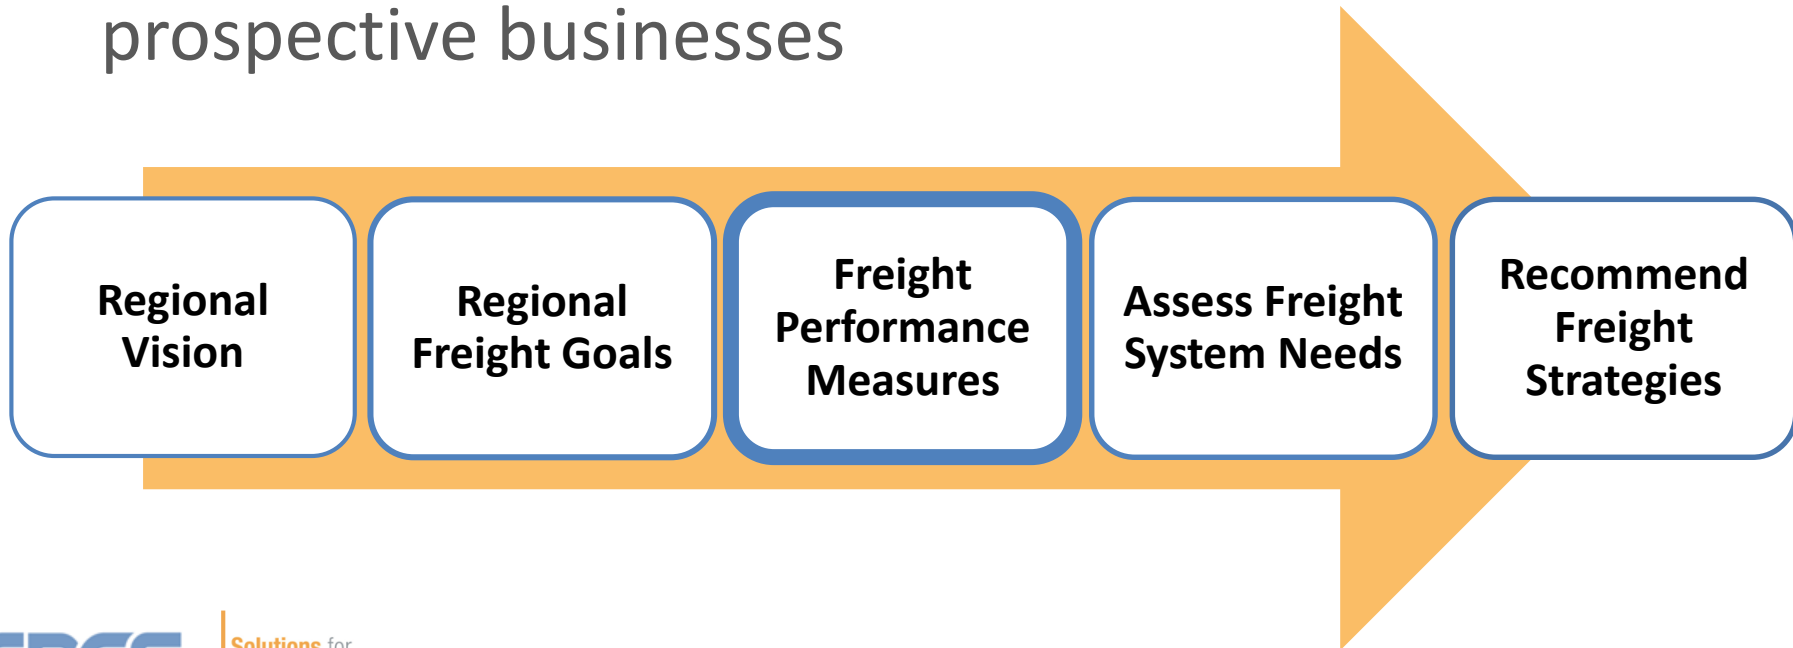 prospective businesses
Regional
Vision
Regional
Freight Goals
Freight
Performance
Measures
Assess Freight
System Needs
Recommend
Freight
Strategies
Solutions for